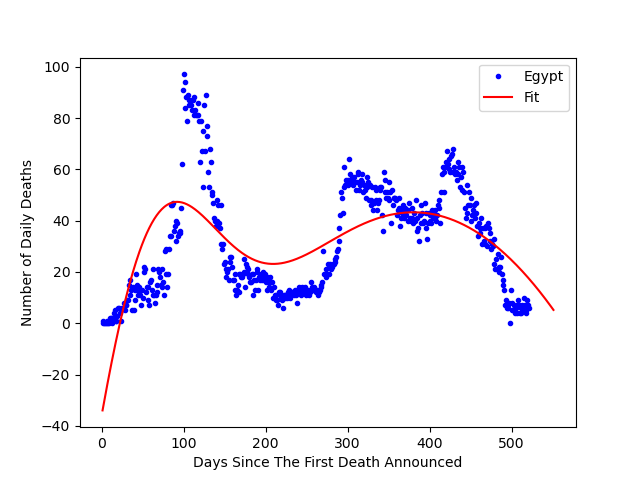 Egypt
Fit
100
80
60
40
20
0
−20
−40
Number of Daily Deaths
0 100 200 300 400 500
Days Since The First Death Announced